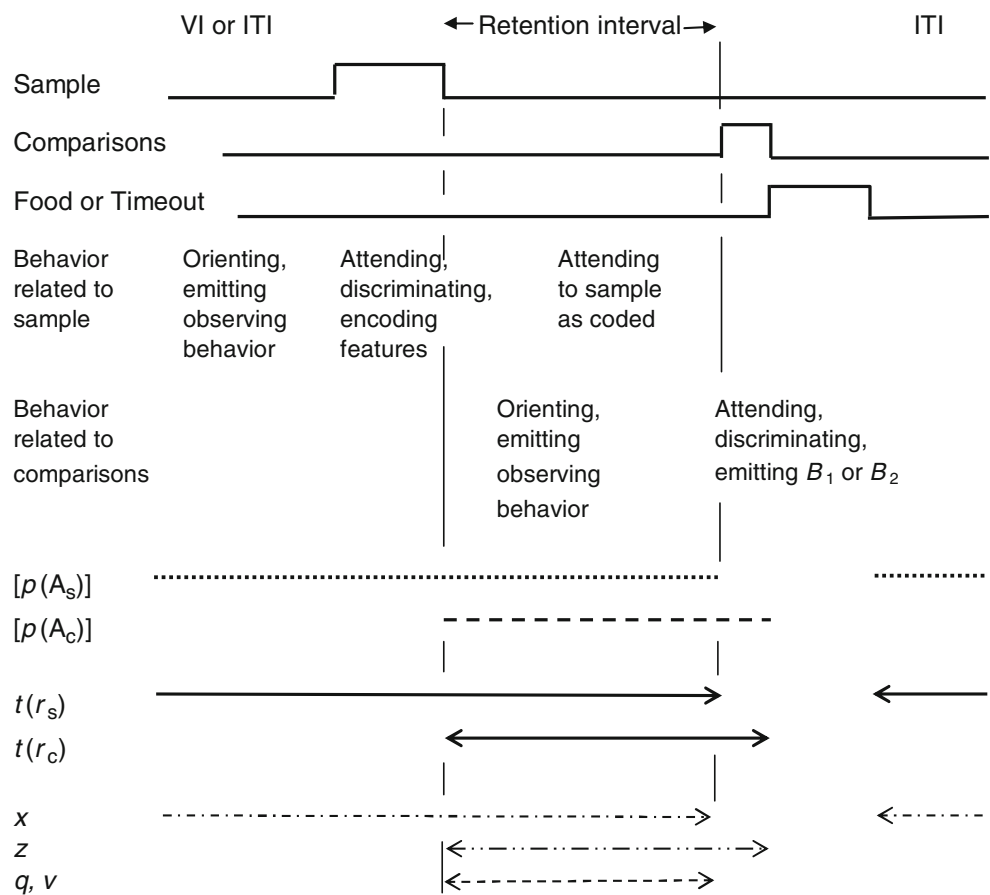 VI or ITI Retention interval ITI
Sample
Comparisons
Food or Timeout
Behavior related to sample
Orienting, emitting observing behavior
Attending, discriminating, encoding features
Attending to sample as coded
Behavior related to comparisons
Orienting, emitting observing behavior
Attending, discriminating, emitting B1 or B2
[p(As)]
[p(Ac)]
t(rs)
t(rc)
x
z
q, v